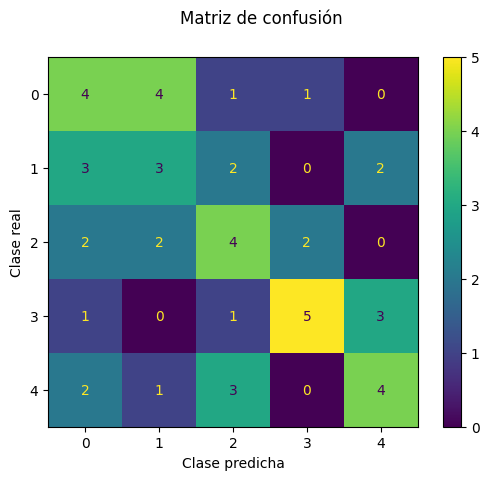 Matriz de confusión
0 4 4 1 1 0
1 3 3 2 0 2
2 2 2 4 2 0
3 1 0 1 5 3
4 2 1 3 0 4
0 1 2 3 4
Clase predicha
Clase real
5
4
3
2
1
0